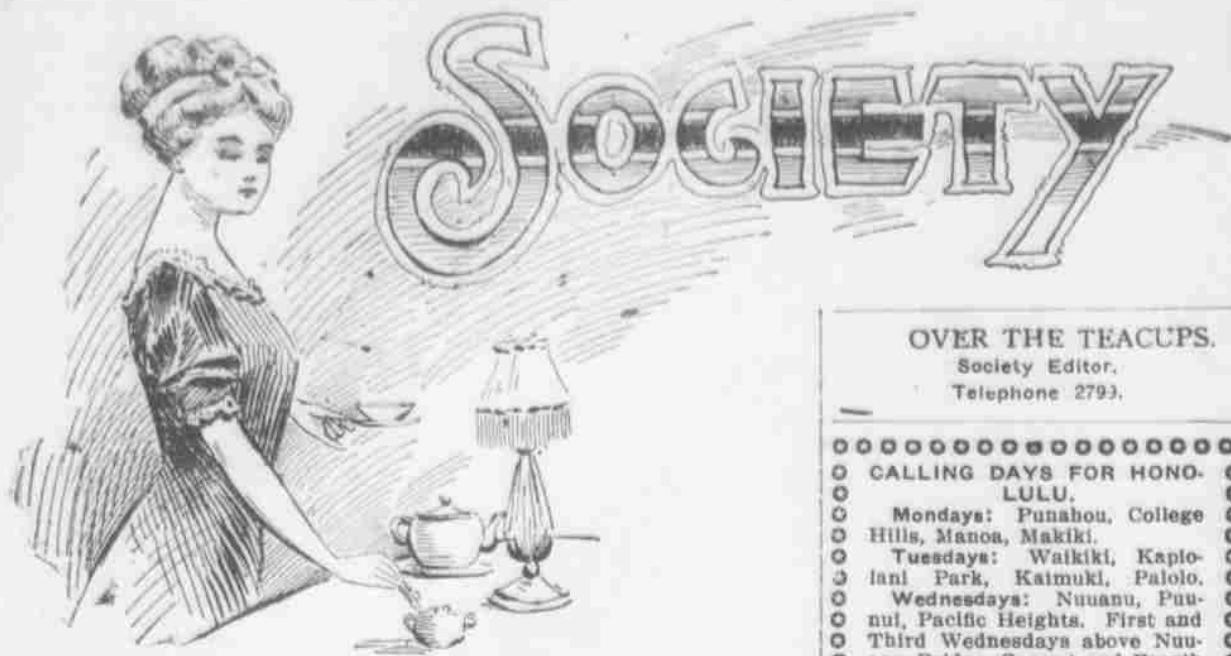 SOCIETY
OVER THE TEACUPS.
Society Editor.
Telephone 2799.
CALLING DAYS FOR HONO-
LULU.
Mondays: Punahou, College
Hills, Manoa, Makiki.
Tuesdays: Waikiki, Kapio-
lani Park, Kaimuki, Palolo.
Wednesdays: Nuuanu, Puu-
nui, Pacific Heights. First and
Third Wednesdays above Nuu-